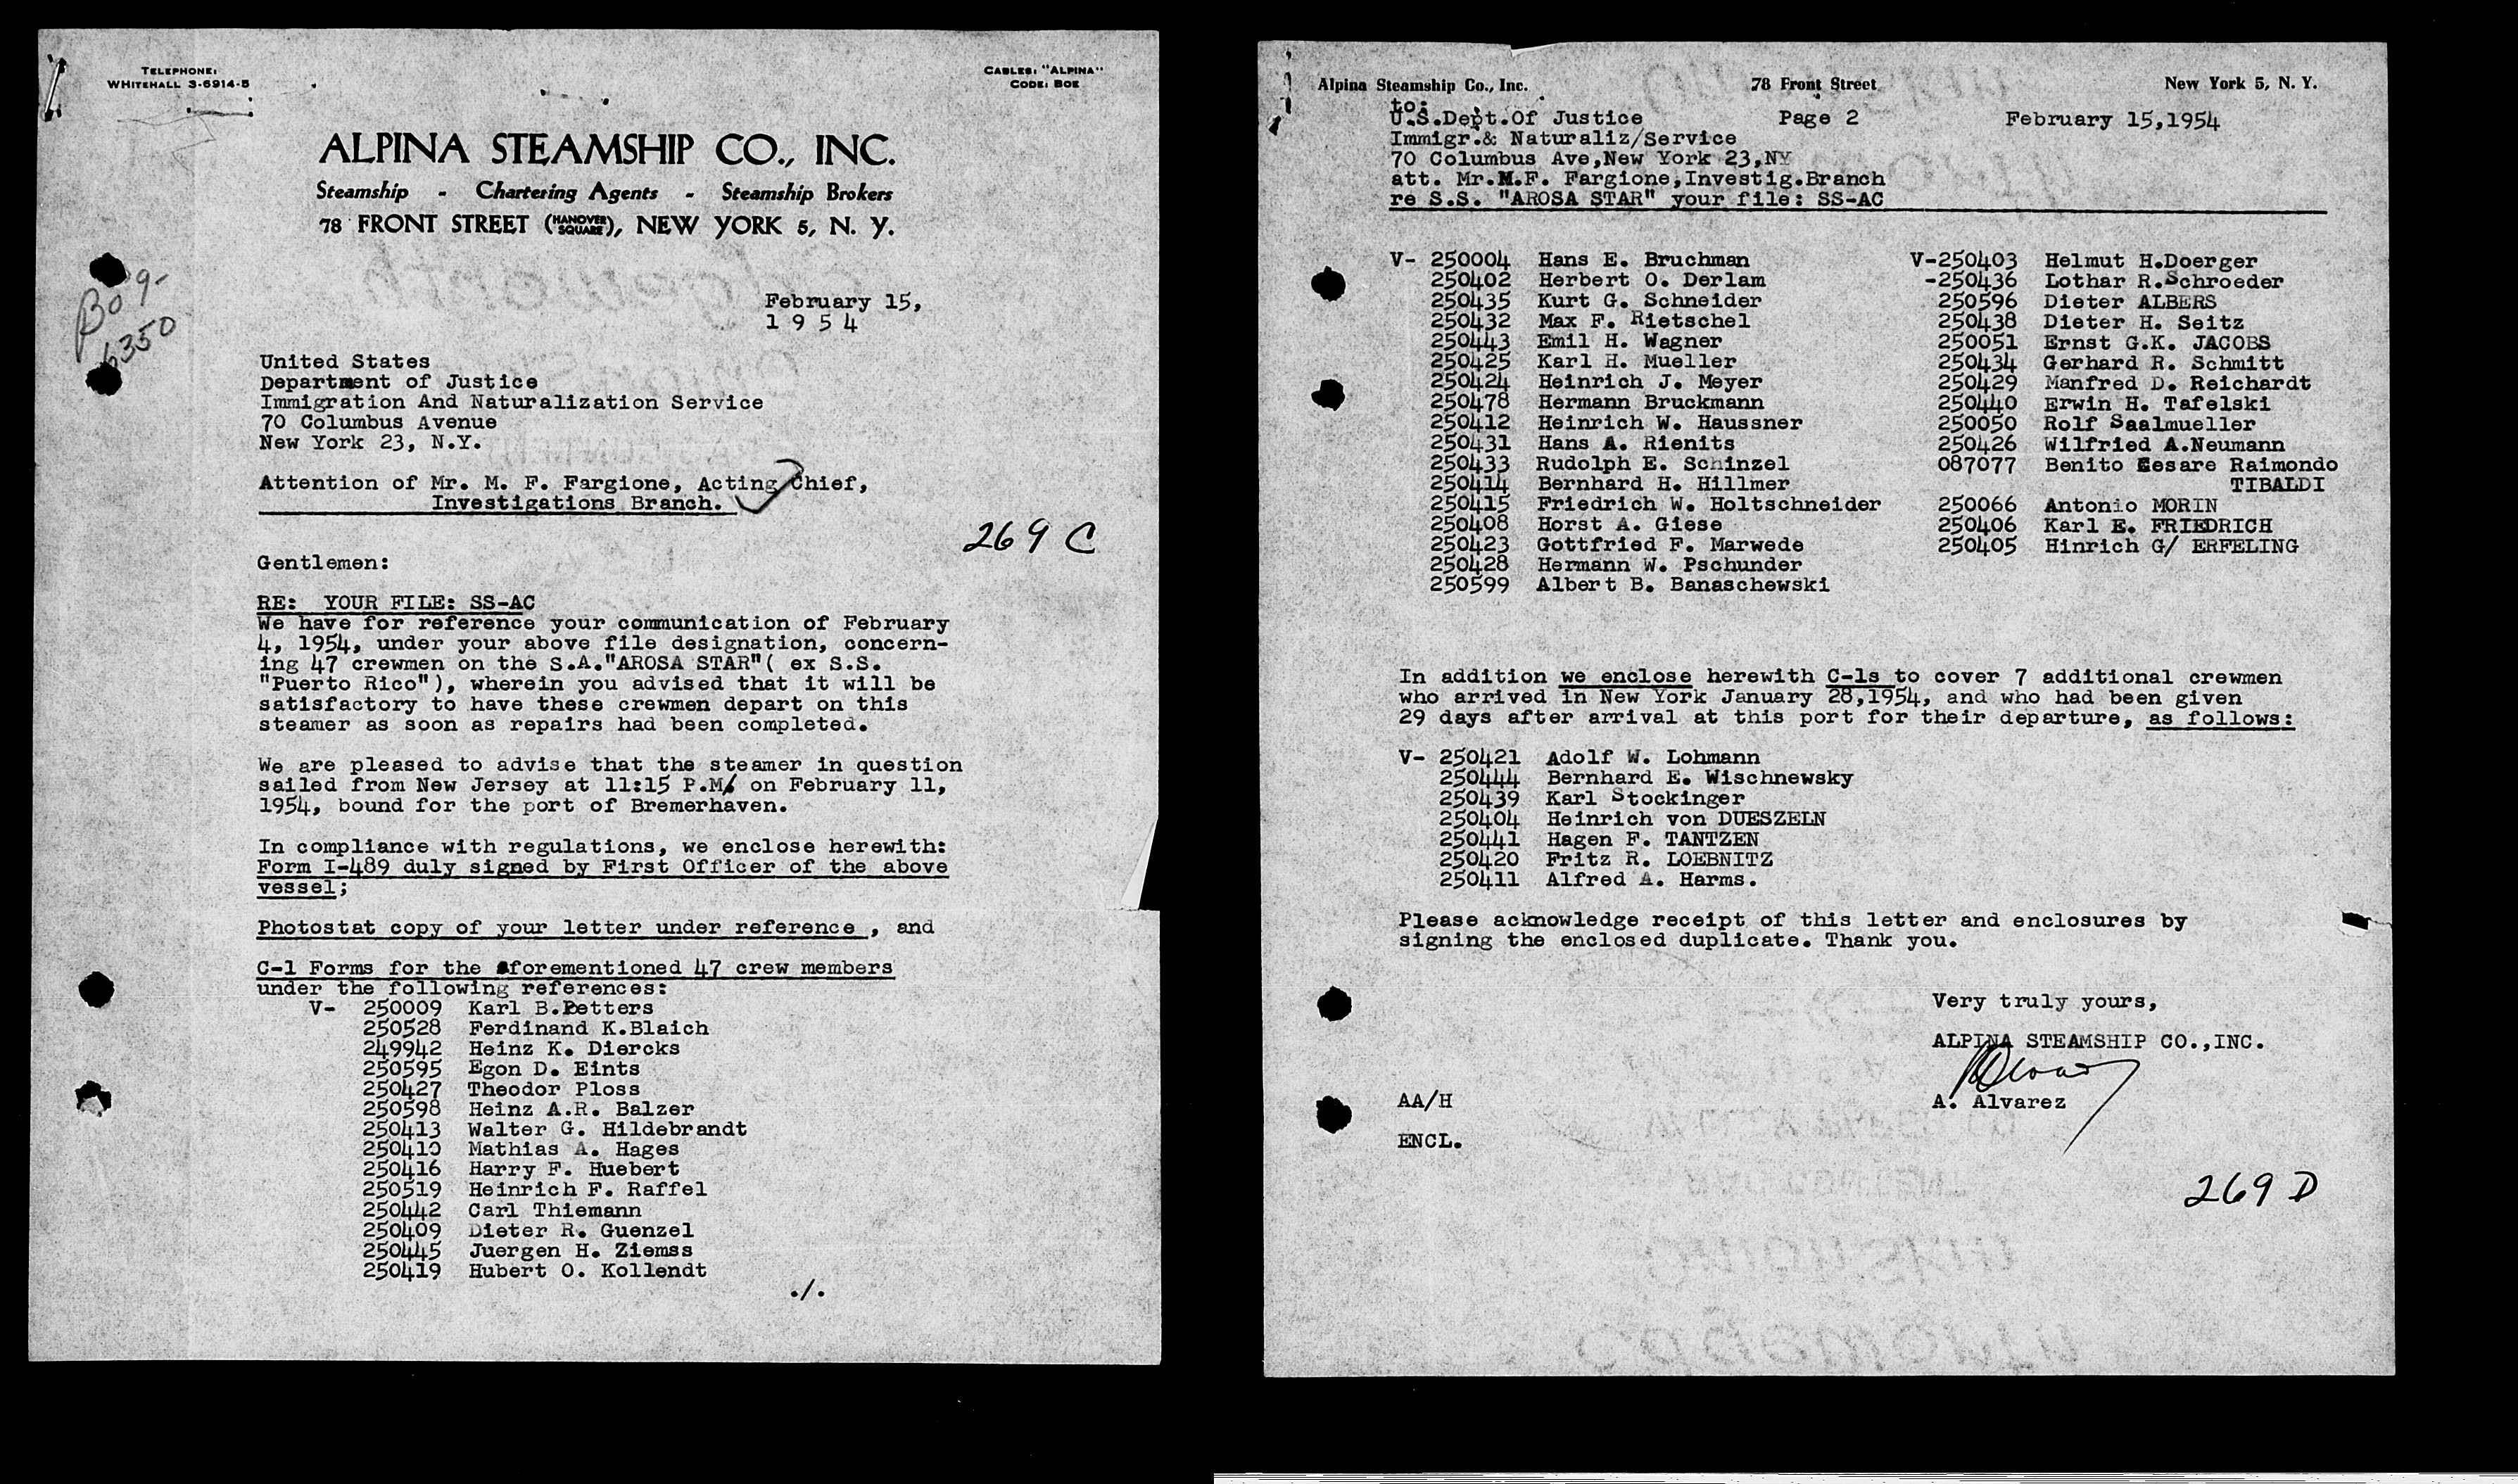 TELEPHONE:
WHITEHALL 3-6914-5
CABLES: "ALPINA"
CODE: BOE
ALPINA STEAMSHIP CO., INC.
Steamship - Chartering Agents - Steamship Brokers
78 FRONT STREET (HANOVER SQUARE), NEW YORK 5, N. Y.
B09-
6350
February 15,
1 9 5 4
United States
Department of Justice
Immigration And Naturalization Service
70 Columbus Avenue
New York 23, N.Y.
Attention of Mr. M. F. Fargione, Acting Chief,
Investigations Branch.
269 C
Gentlemen:
RE: YOUR FILE: SS-AC
We have for reference your communication of February
4, 1954, under your above file designation, concern-
ing 47 crewmen on the S.A."AROSA STAR"( ex S.S.
"Puerto Rico"), wherein you advised that it will be
satisfactory to have these crewmen depart on this
steamer as soon as repairs had been completed.
We are pleased to advise that the steamer in question
sailed from New Jersey at 11:15 P.M/ on February 11,
1954, bound for the port of Bremerhaven.
In compliance with regulations, we enclose herewith:
Form I-489 duly signed by First Officer of the above
vessel;
Photostat copy of your letter under reference , and
C-1 Forms for the aforementioned 47 crew members
under the following references:
V- 250009 Karl B.Petters
250528 Ferdinand K.Blaich
249942 Heinz K. Diercks
250595 Egon D. Eints
250427 Theodor Ploss
250598 Heinz A.R. Balzer
250413 Walter G. Hildebrandt
250410 Mathias A. Hages
250416 Harry F. Huebert
250519 Heinrich F. Raffel
250442 Carl Thiemann
250409 Dieter R. Guenzel
250445 Juergen H. Ziemss
250419 Hubert O. Kollendt
./.
Alpina Steamship Co., Inc. 78 Front Street New York 5, N. Y.
to:
U.S.Dept.Of Justice Page 2 February 15,1954
Immigr.& Naturaliz/Service
70 Columbus Ave,New York 23,NY
att. Mr.M.F. Fargione,Investig.Branch
re S.S. "AROSA STAR" your file: SS-AC
V- 250004 Hans E. Bruchman V-250403 Helmut H.Doerger
250402 Herbert O. Derlam -250436 Lothar R.Schroeder
250435 Kurt G. Schneider 250596 Dieter ALBERS
250432 Max F. Rietschel 250438 Dieter H. Seitz
250443 Emil H. Wagner 250051 Ernst G.K. JACOBS
250425 Karl H. Mueller 250434 Gerhard R. Schmitt
250424 Heinrich J. Meyer 250429 Manfred D. Reichardt
250478 Hermann Bruckmann 250440 Erwin H. Tafelski
250412 Heinrich W. Haussner 250050 Rolf Saalmueller
250431 Hans A. Rienits 250426 Wilfried A.Neumann
250433 Rudolph E. Schinzel 087077 Benito Cesare Raimondo
250414 Bernhard H. Hillmer TIBALDI
250415 Friedrich W. Holtschneider 250066 Antonio MORIN
250408 Horst A. Giese 250406 Karl E. FRIEDRICH
250423 Gottfried F. Marwede 250405 Hinrich G/ ERFELING
250428 Hermann W. Pschunder
250599 Albert B. Banaschewski
In addition we enclose herewith C-1s to cover 7 additional crewmen
who arrived in New York January 28,1954, and who had been given
29 days after arrival at this port for their departure, as follows:
V- 250421 Adolf W. Lohmann
250444 Bernhard E. Wischnewsky
250439 Karl Stockinger
250404 Heinrich von DUESZELN
250441 Hagen F. TANTZEN
250420 Fritz R. LOEBNITZ
250411 Alfred A. Harms.
Please acknowledge receipt of this letter and enclosures by
signing the enclosed duplicate. Thank you.
Very truly yours,
ALPINA STEAMSHIP CO.,INC.
AA/H
A. Alvarez
ENCL.
269 D